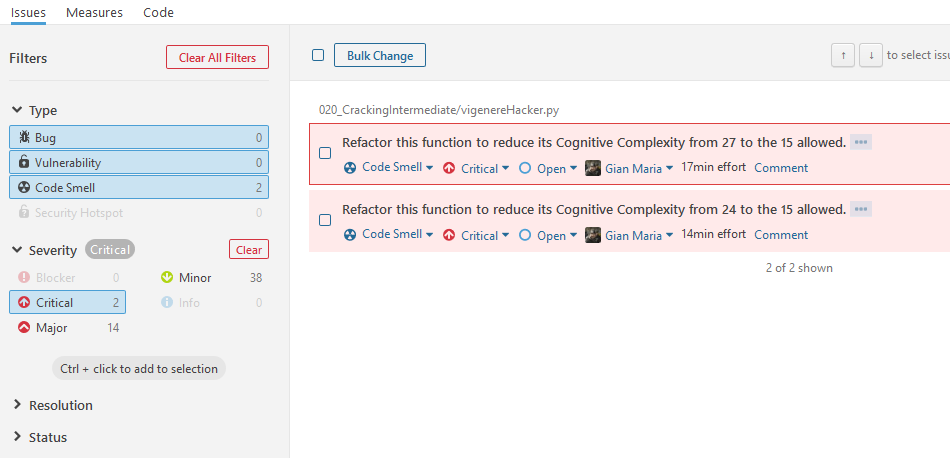 Issues Measures Code
Filters Clear All Filters
Type
Bug 0
Vulnerability 0
Code Smell 2
Security Hotspot 0
Severity Critical Clear
Blocker 0 Minor 38
Critical 2 Info 0
Major 14
Ctrl + click to add to selection
Resolution
Status
Bulk Change ↑ ↓ to select issu
020_CrackingIntermediate/vigenereHacker.py
Refactor this function to reduce its Cognitive Complexity from 27 to the 15 allowed. •••
Code Smell Critical Open Gian Maria 17min effort Comment
Refactor this function to reduce its Cognitive Complexity from 24 to the 15 allowed. •••
Code Smell Critical Open Gian Maria 14min effort Comment
2 of 2 shown